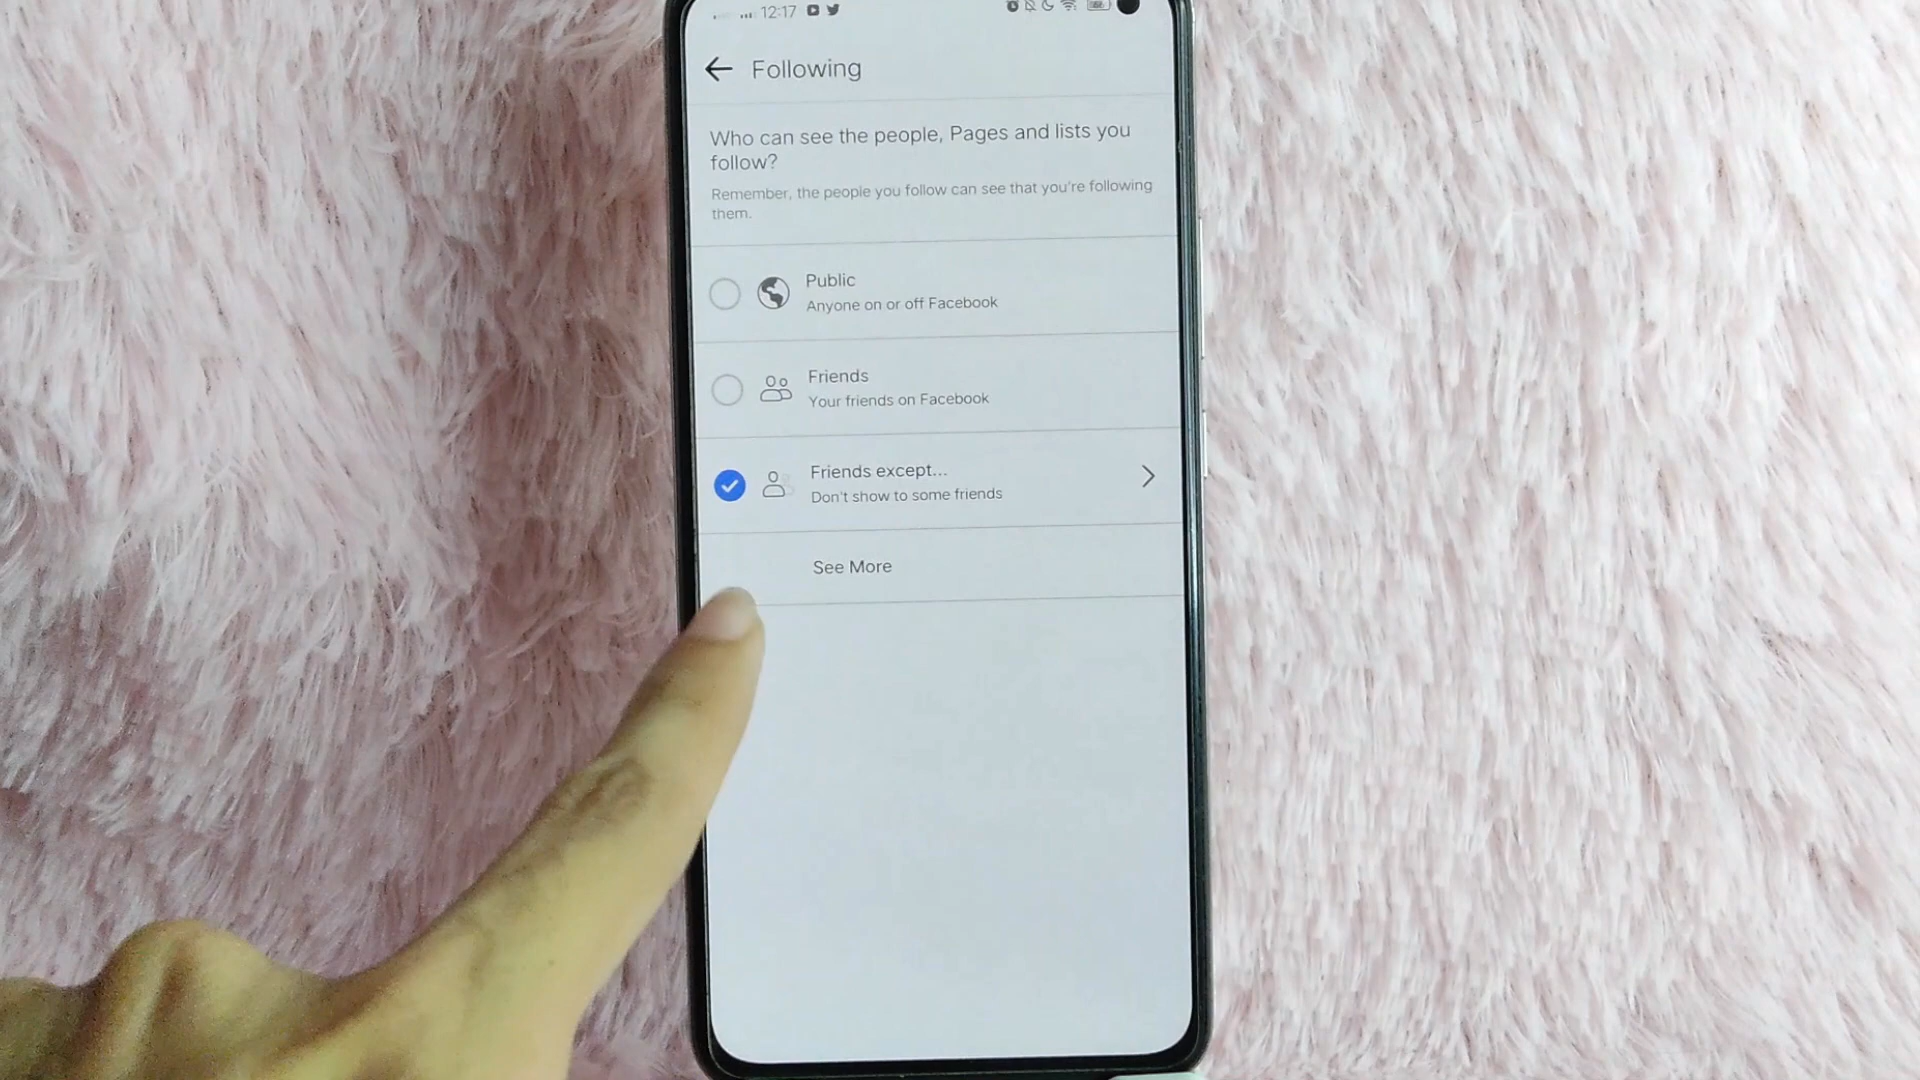 12:17
Following
Who can see the people, Pages and lists you
follow?
Remember, the people you follow can see that you're following
them.
Public
Anyone on or off Facebook
Friends
Your friends on Facebook
Friends except...
Don't show to some friends
See More